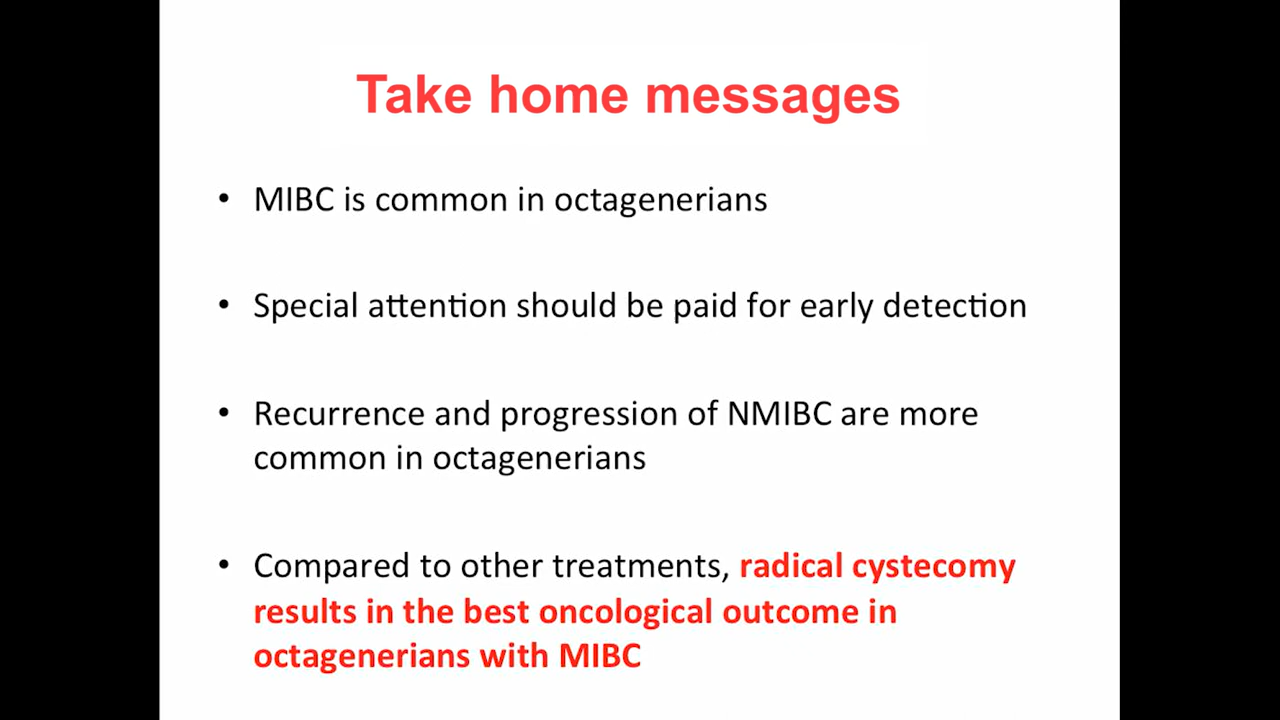 Take home messages
• MIBC is common in octagenerians
• Special attention should be paid for early detection
• Recurrence and progression of NMIBC are more
common in octagenerians
• Compared to other treatments, radical cystecomy
results in the best oncological outcome in
octagenerians with MIBC